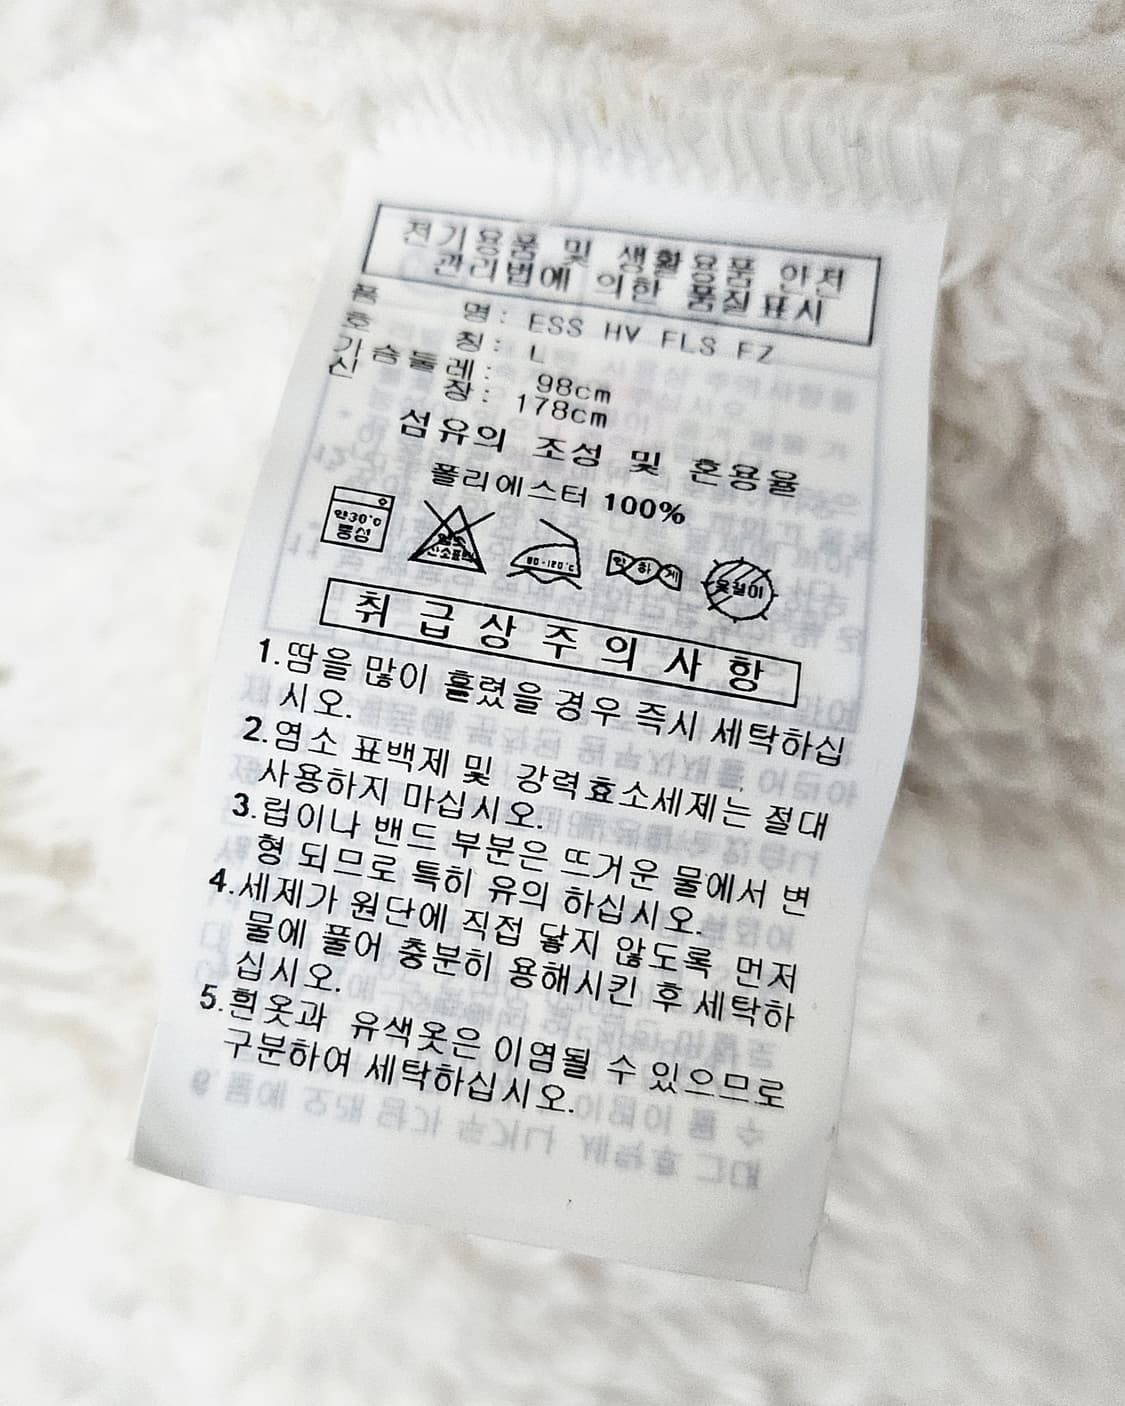 전기용품 및 생활용품 안전
관리법에 의한 품질표시
품 명: ESS HV FLS FZ
호 칭: L
가슴둘레: 98cm
신 장: 178cm
섬유의 조성 및 혼용율
폴리에스터 100%
약30℃
중성
염소
산소표백
80-120℃
약하게
옷걸이
취급상주의사항
1.땀을 많이 흘렸을 경우 즉시 세탁하십
시오.
2.염소 표백제 및 강력효소세제는 절대
사용하지 마십시오.
3.립이나 밴드 부분은 뜨거운 물에서 변
형 되므로 특히 유의 하십시오.
4.세제가 원단에 직접 닿지 않도록 먼저
물에 풀어 충분히 용해시킨 후 세탁하
십시오.
5.흰옷과 유색옷은 이염될 수 있으므로
구분하여 세탁하십시오.